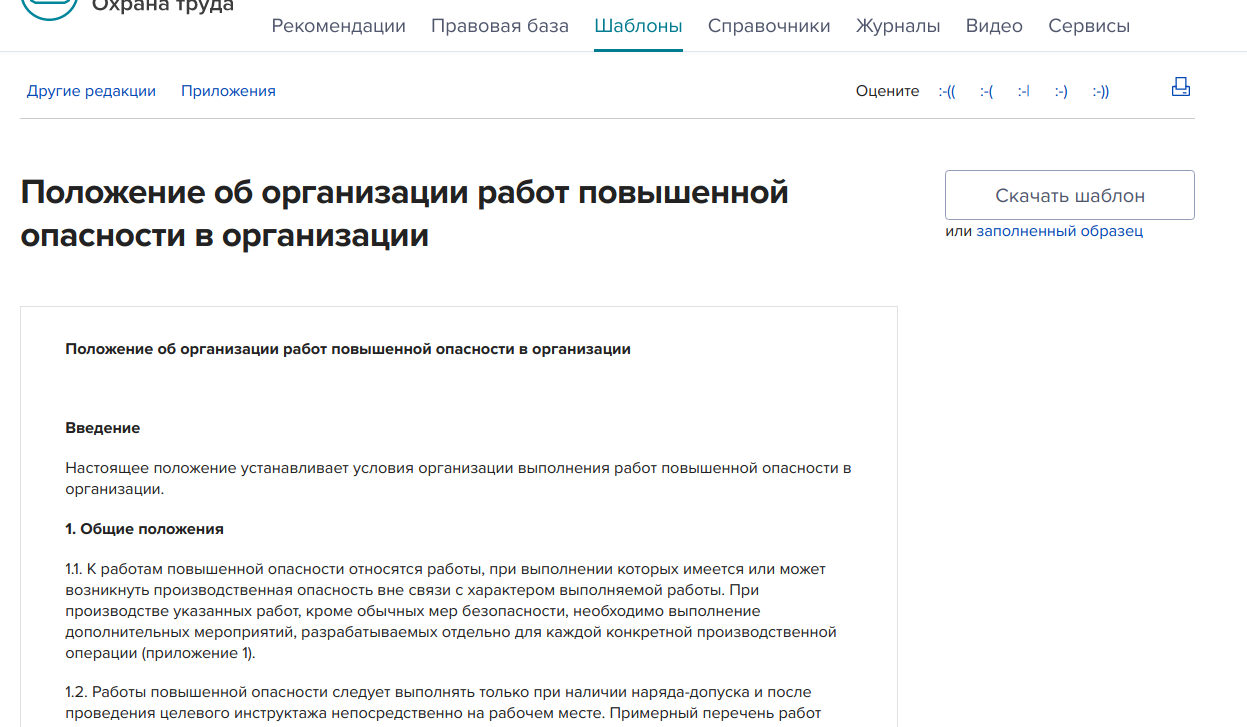 Охрана труда
Рекомендации Правовая база Шаблоны Справочники Журналы Видео Сервисы
Другие редакции Приложения Оцените :-(( :-( :-| :-) :-))
Положение об организации работ повышенной
опасности в организации
Скачать шаблон
или заполненный образец
Положение об организации работ повышенной опасности в организации
Введение
Настоящее положение устанавливает условия организации выполнения работ повышенной опасности в
организации.
1. Общие положения
1.1. К работам повышенной опасности относятся работы, при выполнении которых имеется или может
возникнуть производственная опасность вне связи с характером выполняемой работы. При
производстве указанных работ, кроме обычных мер безопасности, необходимо выполнение
дополнительных мероприятий, разрабатываемых отдельно для каждой конкретной производственной
операции (приложение 1).
1.2. Работы повышенной опасности следует выполнять только при наличии наряда-допуска и после
проведения целевого инструктажа непосредственно на рабочем месте. Примерный перечень работ